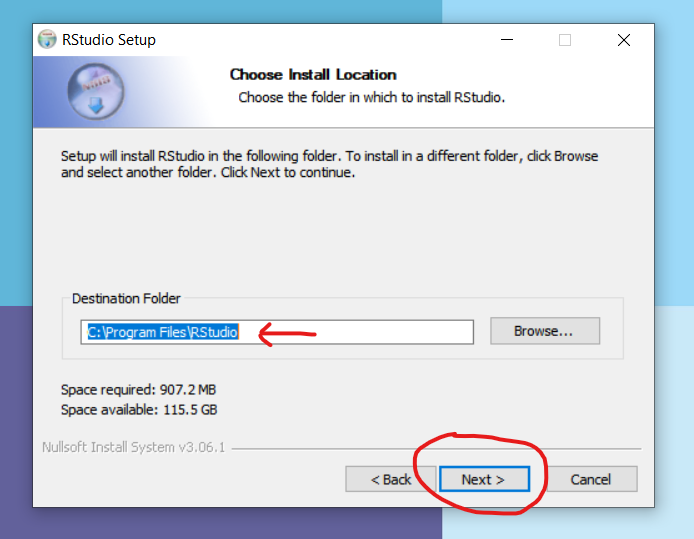 RStudio Setup
Choose Install Location
Choose the folder in which to install RStudio.
Setup will install RStudio in the following folder. To install in a different folder, click Browse
and select another folder. Click Next to continue.
Destination Folder
C:\Program Files\RStudio
Browse...
Space required: 907.2 MB
Space available: 115.5 GB
Nullsoft Install System v3.06.1
< Back
Next >
Cancel